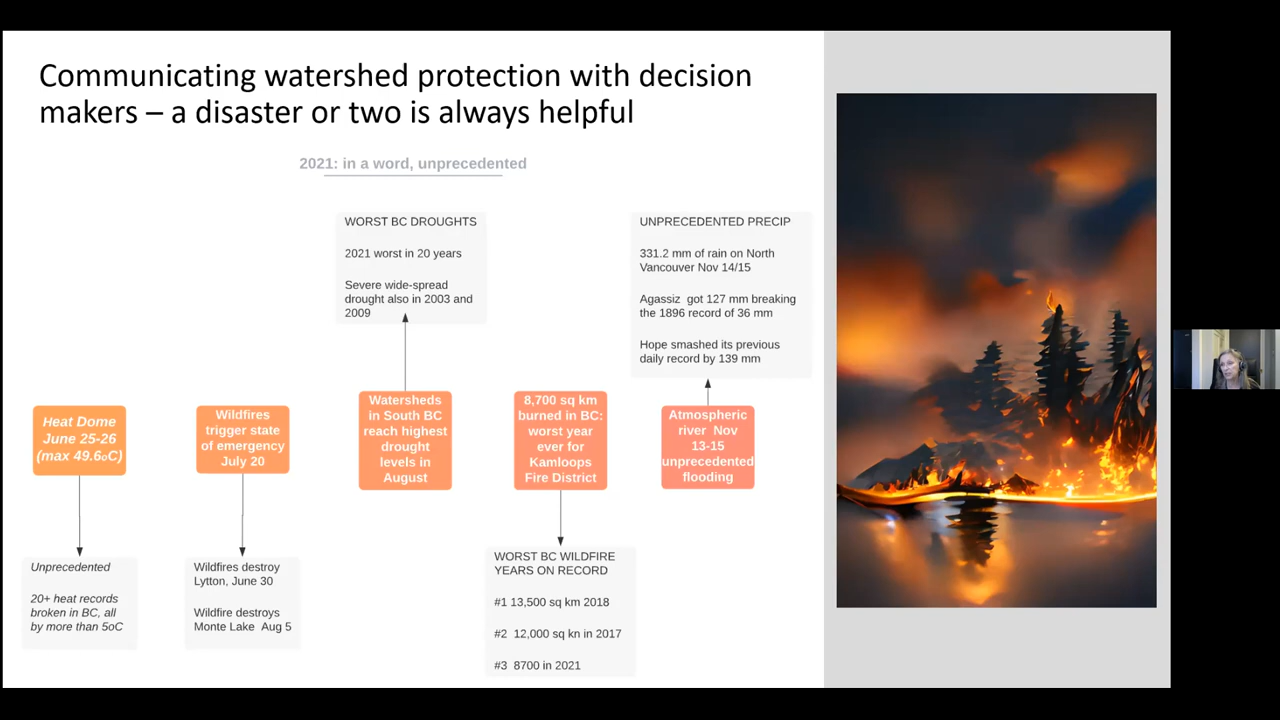 Communicating watershed protection with decision
makers – a disaster or two is always helpful
2021: in a word, unprecedented
WORST BC DROUGHTS
2021 worst in 20 years
Severe wide-spread
drought also in 2003 and
2009
UNPRECEDENTED PRECIP
331.2 mm of rain on North
Vancouver Nov 14/15
Agassiz got 127 mm breaking
the 1896 record of 36 mm
Hope smashed its previous
daily record by 139 mm
Heat Dome
June 25-26
(max 49.6oC)
Wildfires
trigger state
of emergency
July 20
Watersheds
in South BC
reach highest
drought
levels in
August
8,700 sq km
burned in BC:
worst year
ever for
Kamloops
Fire District
Atmospheric
river Nov
13-15
unprecedented
flooding
Unprecedented
20+ heat records
broken in BC, all
by more than 5oC
Wildfires destroy
Lytton, June 30
Wildfire destroys
Monte Lake Aug 5
WORST BC WILDFIRE
YEARS ON RECORD
#1 13,500 sq km 2018
#2 12,000 sq kn in 2017
#3 8700 in 2021